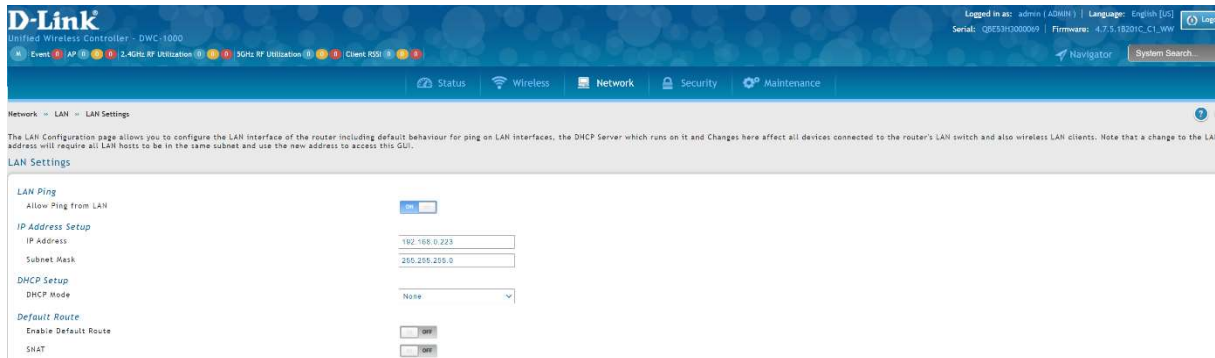 D-Link
Unified Wireless Controller - DWC-1000
Logged in as: admin ( ADMIN ) | Language: English [US]
Serial: QBES3H3000069 | Firmware: 4.7.5.1B201C_C1_WW
Event 0 AP 0 0 0 2.4GHz RF Utilization 0 0 0 5GHz RF Utilization 0 0 0 Client RSSI 0 0 0
Navigator System Search...
Status Wireless Network Security Maintenance
Network » LAN » LAN Settings
The LAN Configuration page allows you to configure the LAN interface of the router including default behaviour for ping on LAN interfaces, the DHCP Server which runs on it and Changes here affect all devices connected to the router's LAN switch and also wireless LAN clients. Note that a change to the
address will require all LAN hosts to be in the same subnet and use the new address to access this GUI.
LAN Settings
LAN Ping
Allow Ping from LAN ON
IP Address Setup
IP Address 192.168.0.223
Subnet Mask 255.255.255.0
DHCP Setup
DHCP Mode None
Default Route
Enable Default Route OFF
SNAT OFF